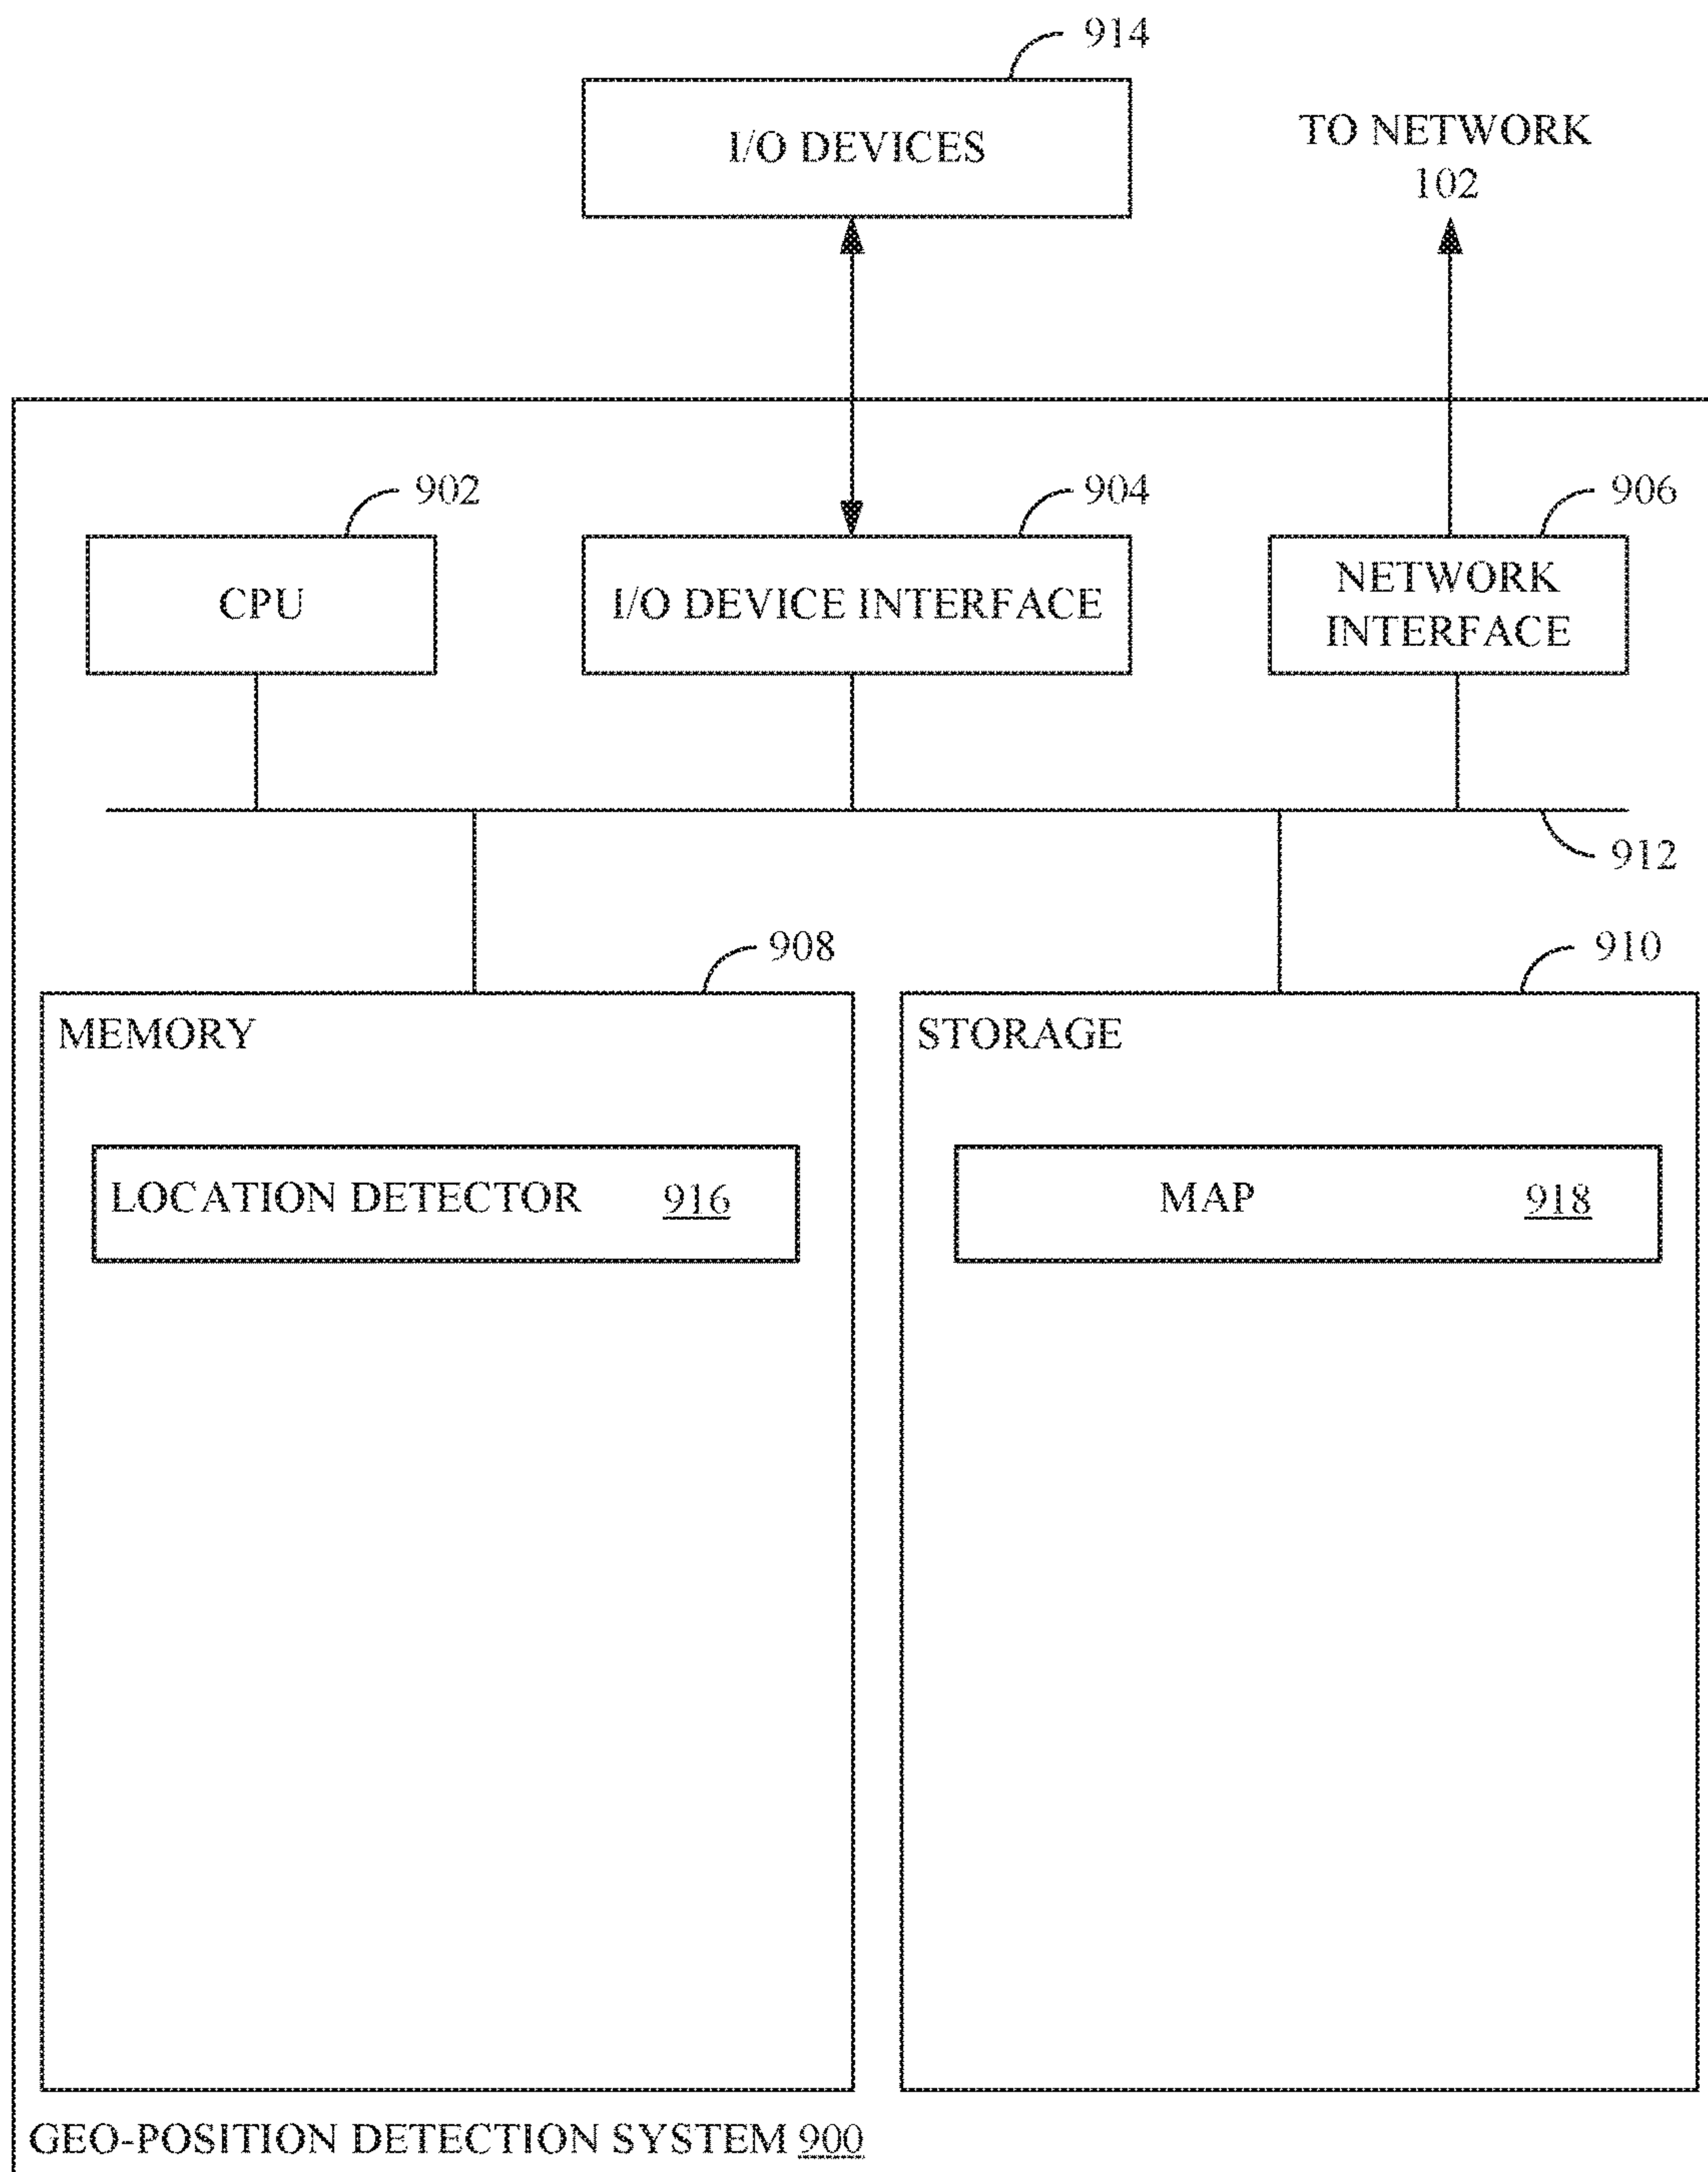 914
I/O DEVICES
TO NETWORK
102
902
904
906
CPU
I/O DEVICE INTERFACE
NETWORK
INTERFACE
912
908
910
MEMORY
STORAGE
LOCATION DETECTOR 916
MAP 918
GEO-POSITION DETECTION SYSTEM 900